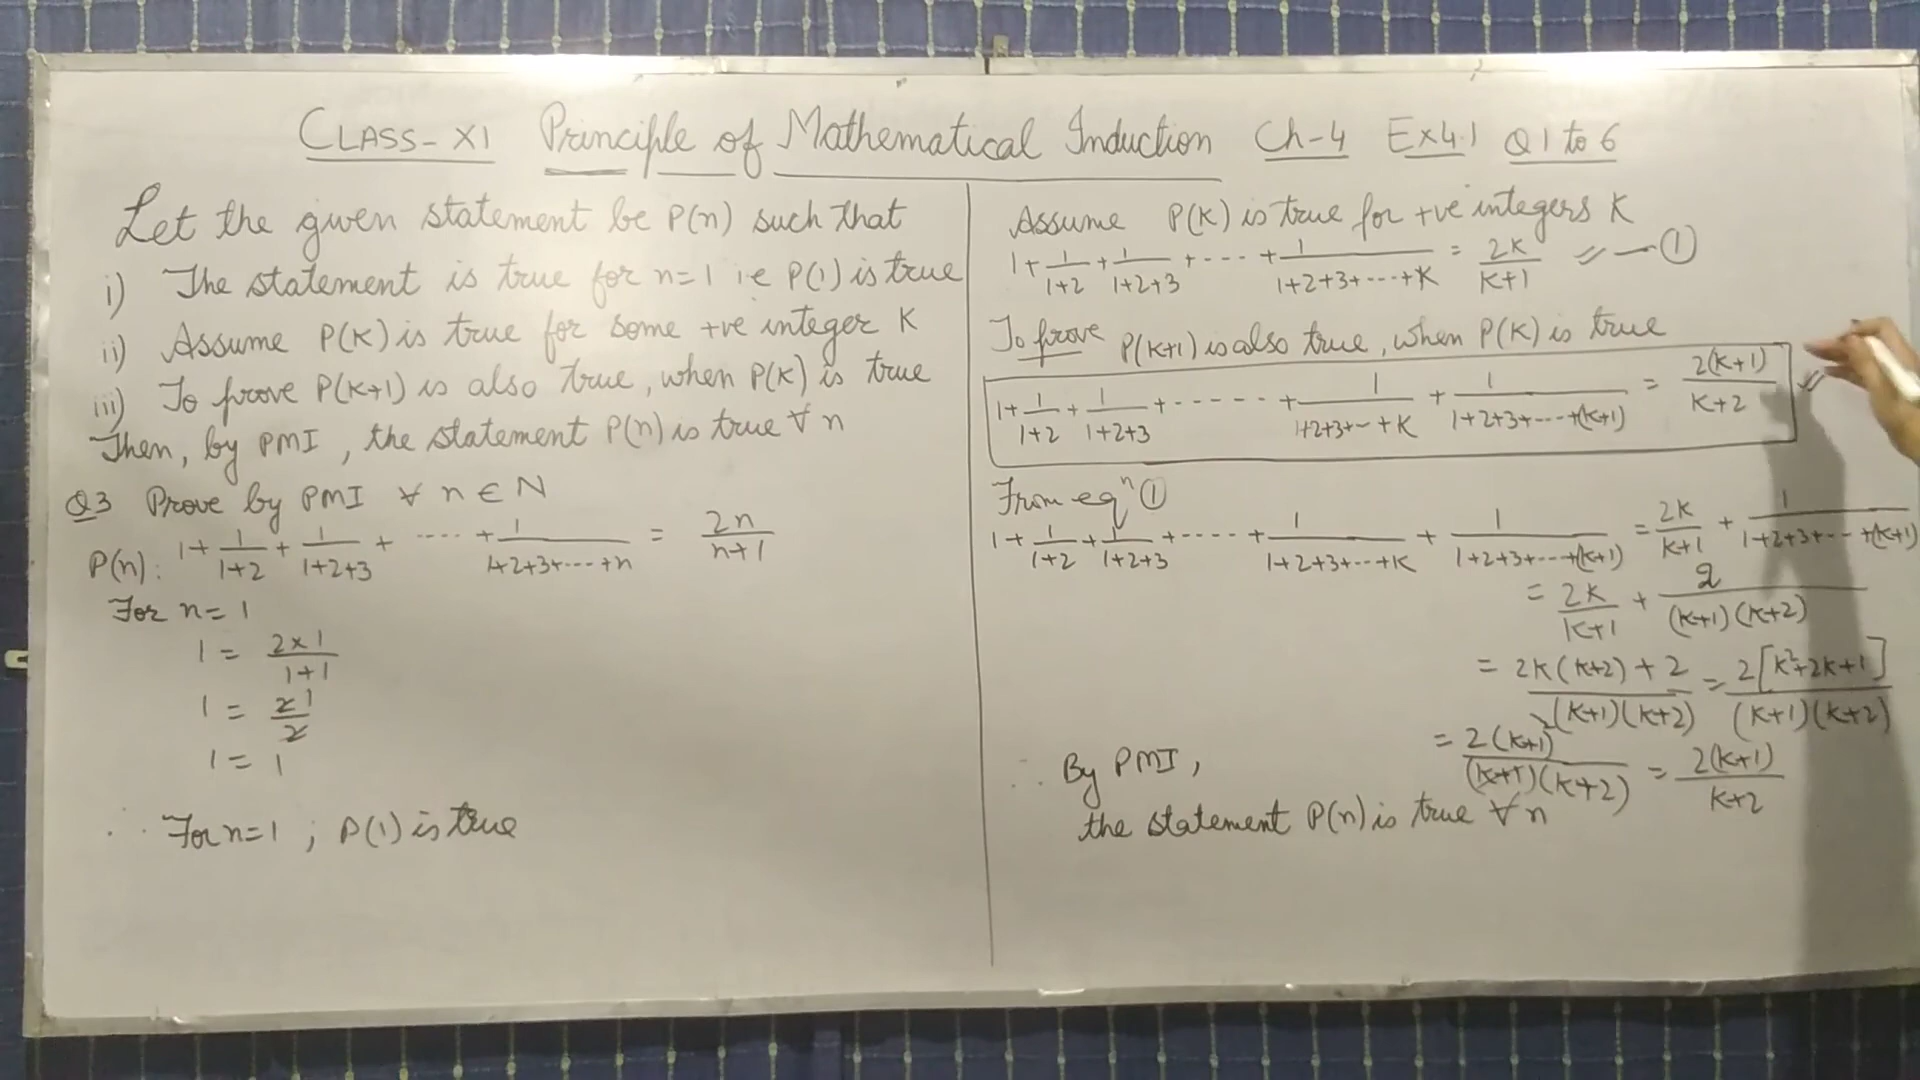 CLASS-XI Principle of Mathematical Induction Ch-4 Ex4.1 Q1 to 6
Let the given statement be P(n) such that
i) The statement is true for n=1 i.e P(1) is true
ii) Assume P(K) is true for some +ve integer K
iii) To prove P(K+1) is also true, when P(K) is true
Then, by PMI, the statement P(n) is true ∀ n
Q3 Prove by PMI ∀ n ∈ N
P(n): 1 + 1/(1+2) + 1/(1+2+3) + ---- + 1/(1+2+3+----+n) = 2n/(n+1)
For n=1
1 = 2×1/(1+1)
1 = 21/2
1 = 1
∴ For n=1 ; P(1) is true
Assume P(K) is true for +ve integers K
1 + 1/(1+2) + 1/(1+2+3) + ---- + 1/(1+2+3+----+K) = 2K/(K+1) — ①
To prove P(K+1) is also true, when P(K) is true
1 + 1/(1+2) + 1/(1+2+3) + ------ + 1/(1+2+3+--+K) + 1/(1+2+3+----+(K+1)) = 2(K+1)/(K+2)
From eqⁿ ①
1 + 1/(1+2) + 1/(1+2+3) + ---- + 1/(1+2+3+---+K) + 1/(1+2+3+----+(K+1)) = 2K/(K+1) + 1/(1+2+3+---+(K+1))
= 2K/(K+1) + 2/((K+1)(K+2))
= (2K(K+2)+2)/((K+1)(K+2)) = 2[K²+2K+1]/((K+1)(K+2))
= 2(K+1)²/((K+1)(K+2)) = 2(K+1)/(K+2)
∴ By PMI,
the statement P(n) is true ∀ n